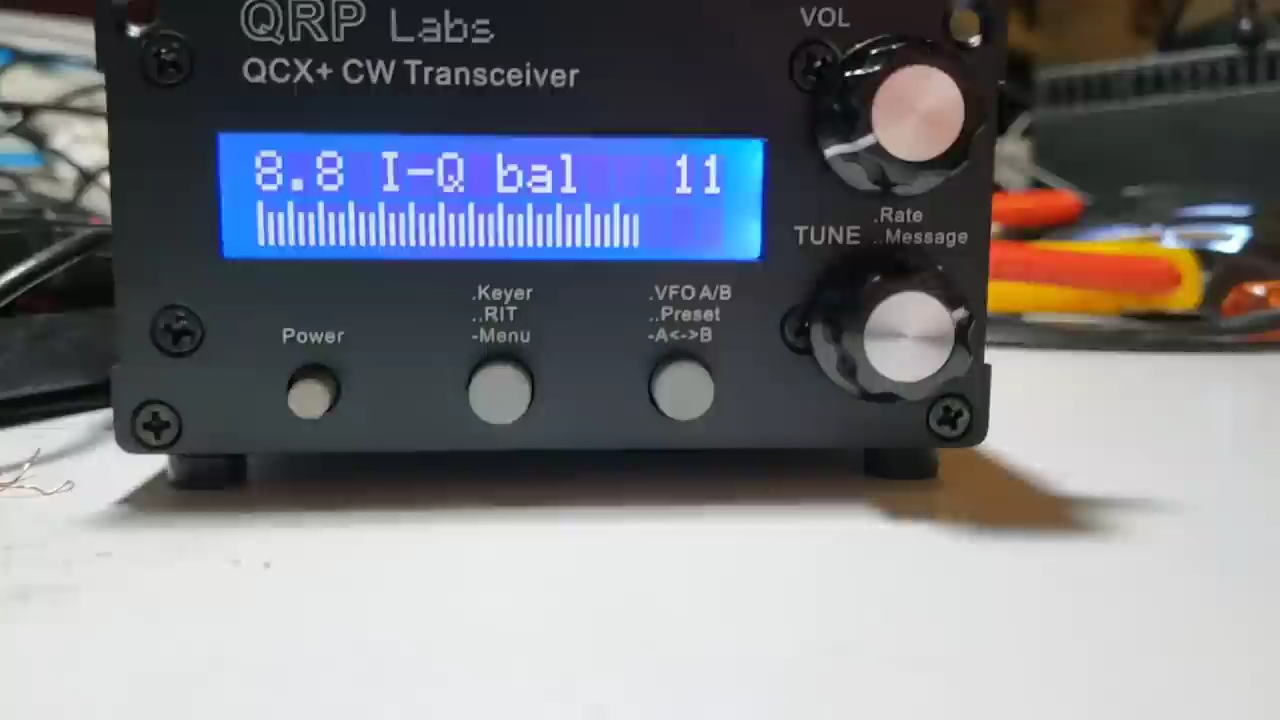 QRP Labs
QCX+ CW Transceiver
VOL
8.8 I-Q bal 11
.Rate
TUNE ..Message
.Keyer
..RIT
-Menu
.VFO A/B
..Preset
-A<->B
Power